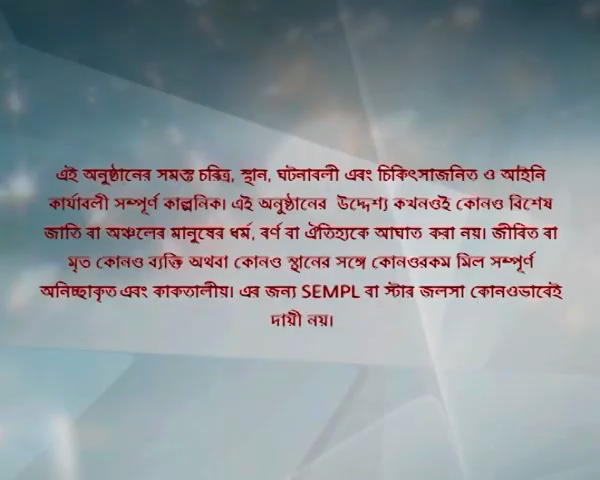 এই অনুষ্ঠানের সমস্ত চরিত্র, স্থান, ঘটনাবলী এবং চিকিৎসাজনিত ও আইনি
কার্যাবলী সম্পূর্ণ কাল্পনিক। এই অনুষ্ঠানের উদ্দেশ্য কখনওই কোনও বিশেষ
জাতি বা অঞ্চলের মানুষের ধর্ম, বর্ণ বা ঐতিহ্যকে আঘাত করা নয়। জীবিত বা
মৃত কোনও ব্যক্তি অথবা কোনও স্থানের সঙ্গে কোনওরকম মিল সম্পূর্ণ
অনিচ্ছাকৃত এবং কাকতালীয়। এর জন্য SEMPL বা স্টার জলসা কোনওভাবেই
দায়ী নয়।